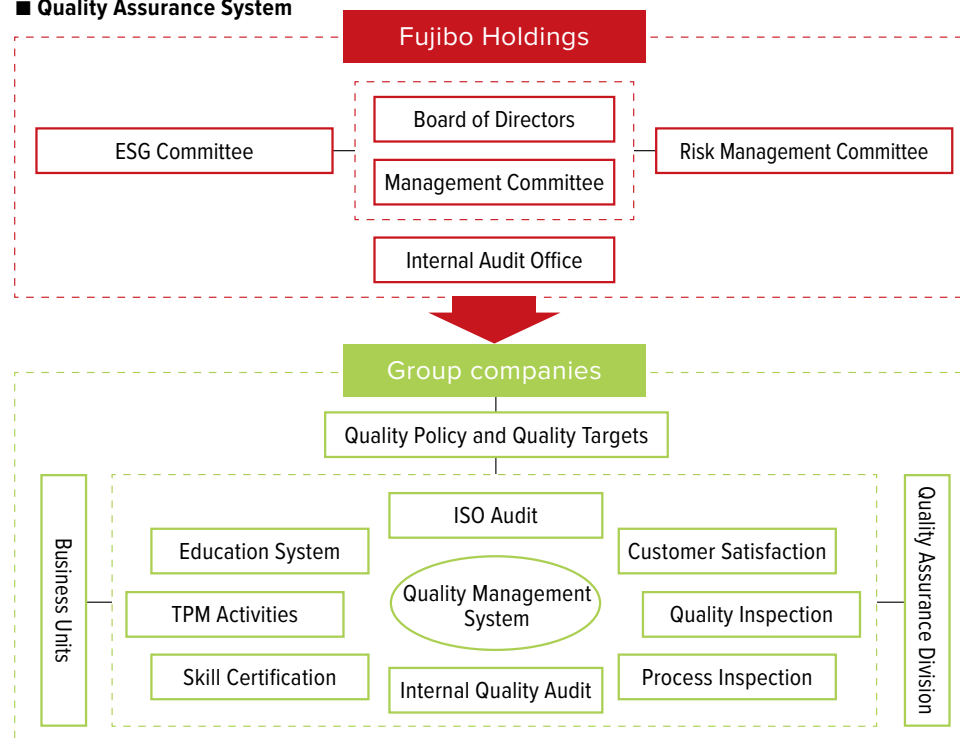 ■ Quality Assurance System
Fujibo Holdings
Board of Directors
ESG Committee
Risk Management Committee
Management Committee
Internal Audit Office
Group companies
Quality Policy and Quality Targets
Business Units
ISO Audit
Education System
Customer Satisfaction
Quality Management
System
TPM Activities
Quality Inspection
Skill Certification
Internal Quality Audit
Process Inspection
Quality Assurance Division